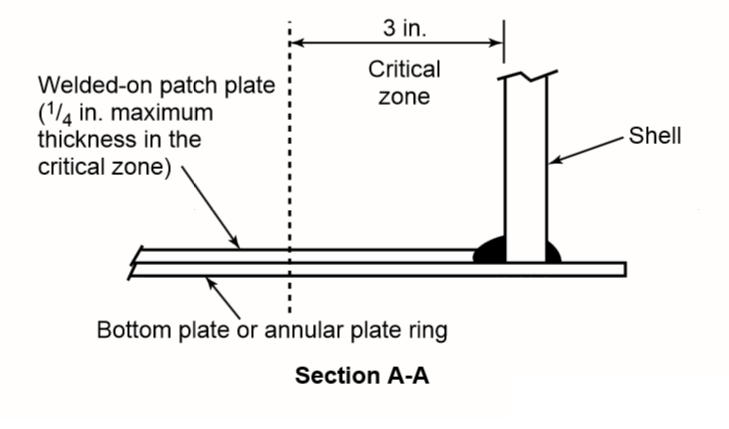 3 in.
Critical
zone
Welded-on patch plate
(1/4 in. maximum
thickness in the
critical zone)
Shell
Bottom plate or annular plate ring
Section A-A